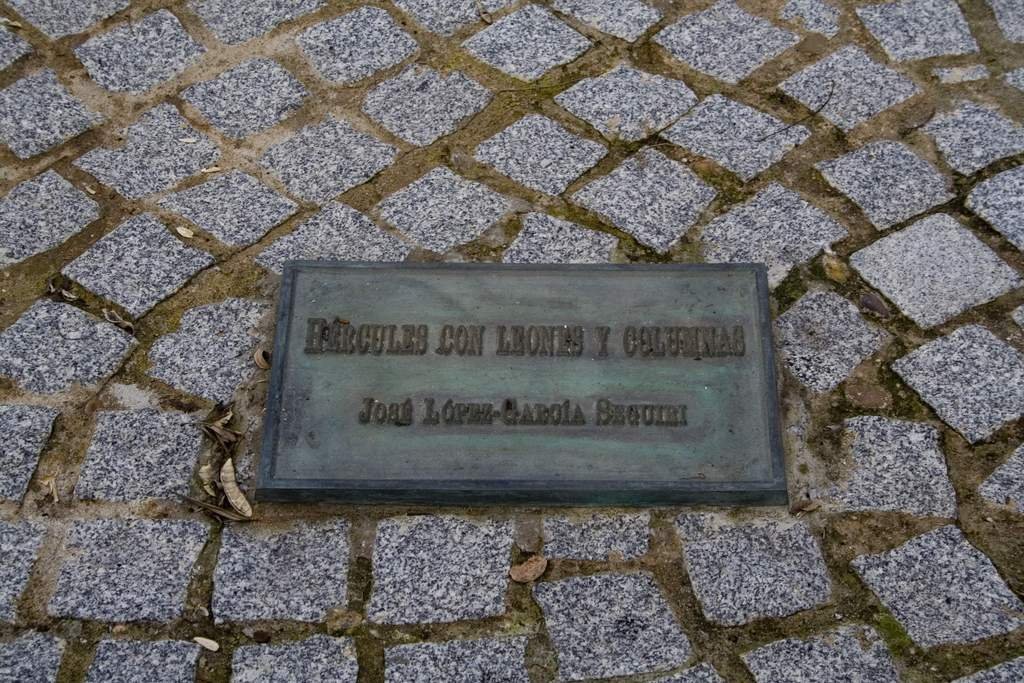 Hércules con leones y columnas
José López-García Seguiri